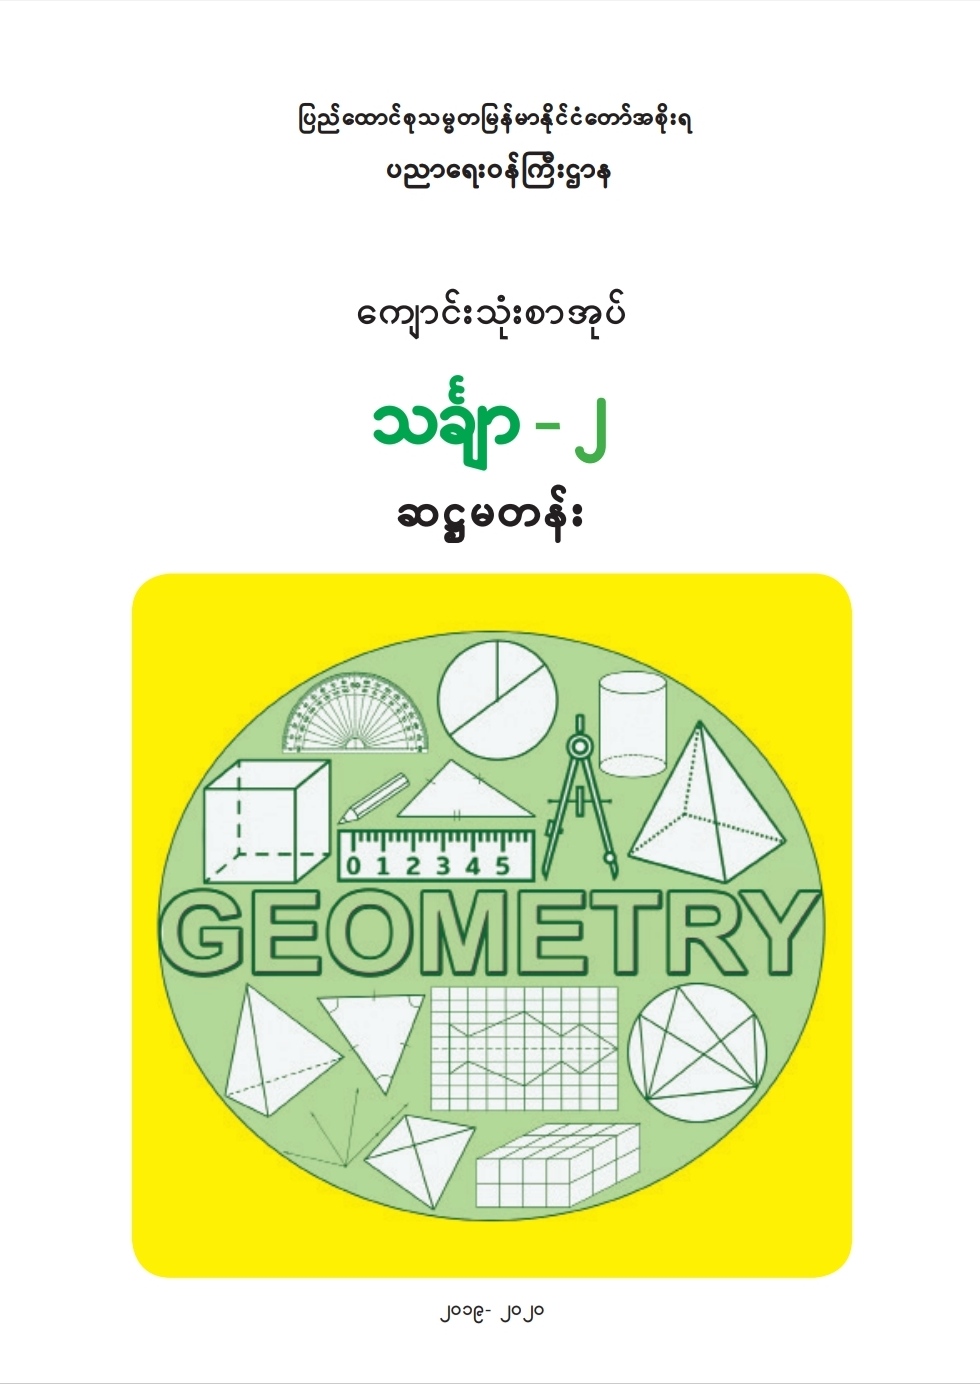 ပြည်ထောင်စုသမ္မတမြန်မာနိုင်ငံတော်အစိုးရ
ပညာရေးဝန်ကြီးဌာန
ကျောင်းသုံးစာအုပ်
သင်္ချာ - ၂
ဆဋ္ဌမတန်း
0 1 2 3 4 5
GEOMETRY
၂၀၁၉- ၂၀၂၀